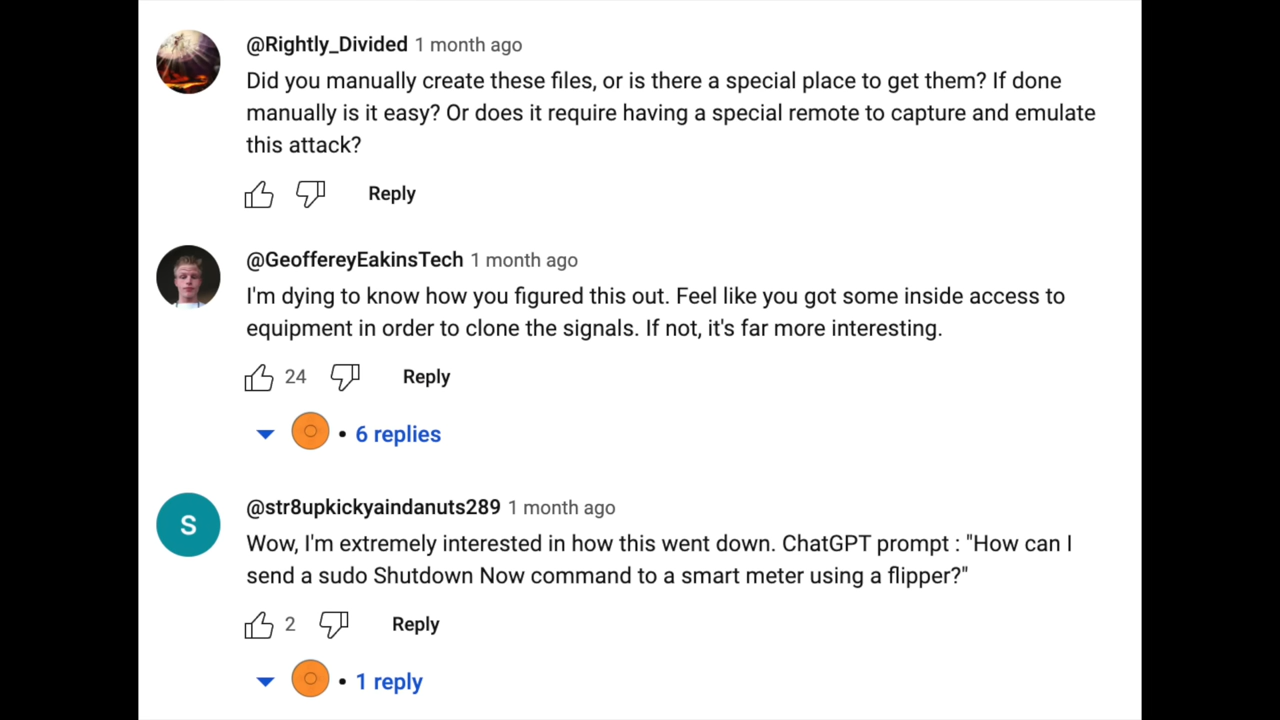 @Rightly_Divided 1 month ago
Did you manually create these files, or is there a special place to get them? If done
manually is it easy? Or does it require having a special remote to capture and emulate
this attack?
Reply
@GeoffereyEakinsTech 1 month ago
I'm dying to know how you figured this out. Feel like you got some inside access to
equipment in order to clone the signals. If not, it's far more interesting.
24 Reply
• 6 replies
S
@str8upkickyaindanuts289 1 month ago
Wow, I'm extremely interested in how this went down. ChatGPT prompt : "How can I
send a sudo Shutdown Now command to a smart meter using a flipper?"
2 Reply
• 1 reply